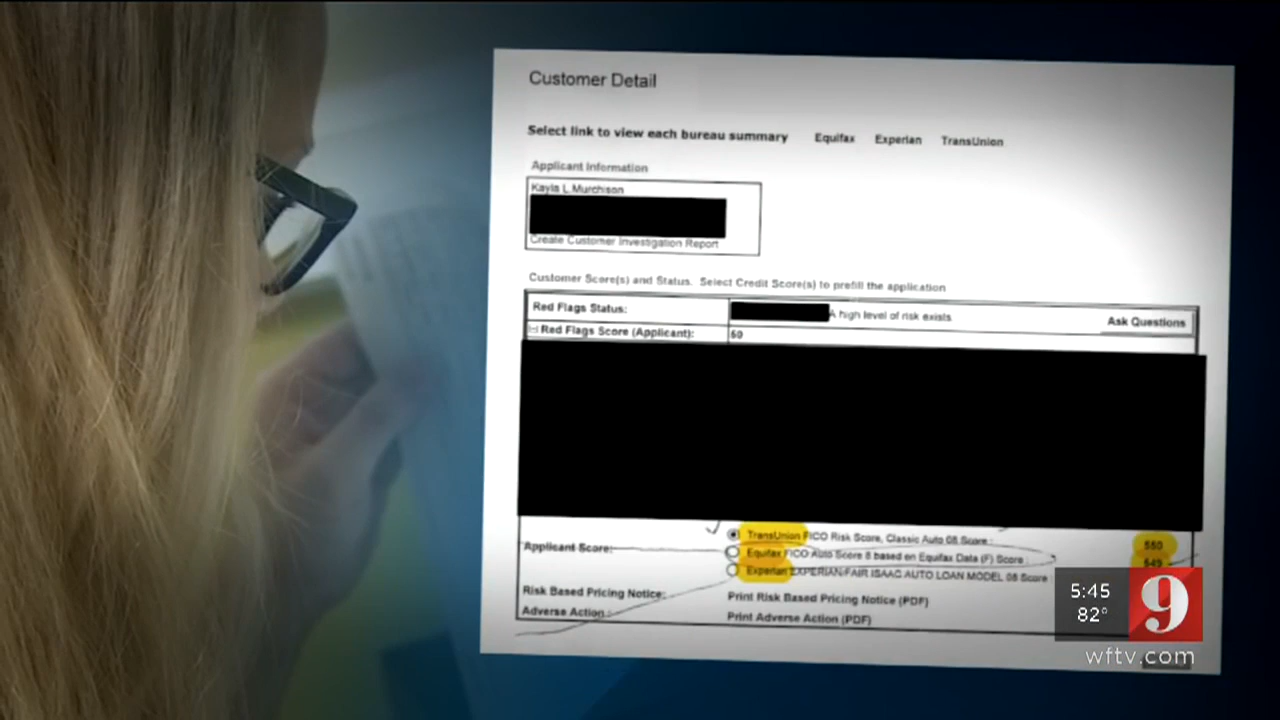 Customer Detail
Select link to view each bureau summary Equifax Experian TransUnion
Applicant Information
Kayla L.Murchison
Create Customer Investigation Report
Customer Score(s) and Status. Select Credit Score(s) to prefill the application
Red Flags Status: A high level of risk exists Ask Questions
Red Flags Score (Applicant): 60
TransUnion FICO Risk Score, Classic Auto 08 Score: 550
Applicant Score: Equifax FICO Auto Score 8 based on Equifax Data (F) Score: 549
Experian EXPERIAN/FAIR ISAAC AUTO LOAN MODEL 08 Score
Risk Based Pricing Notice: Print Risk Based Pricing Notice (PDF)
Adverse Action: Print Adverse Action (PDF)
5:45
82°
9
wftv.com